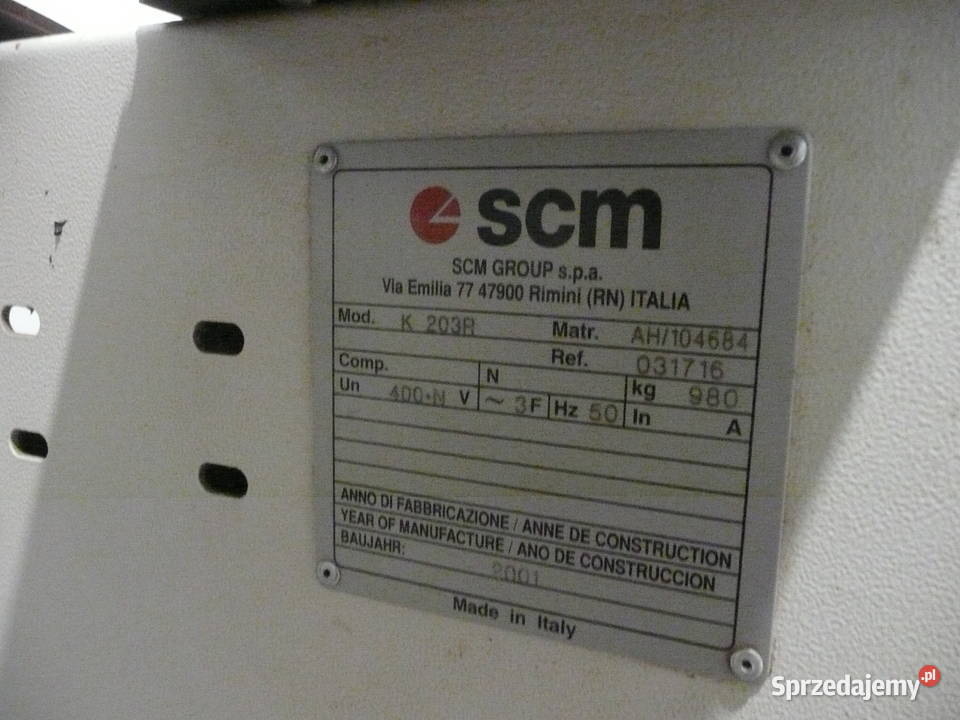 scm
SCM GROUP s.p.a.
Via Emilia 77 47900 Rimini (RN) ITALIA
Mod. K 203R Matr. AH/104684
Ref. 031716
Comp. N kg 980
Un 400+N V ~ 3F Hz 50 In A
ANNO DI FABBRICAZIONE / ANNE DE CONSTRUCTION
YEAR OF MANUFACTURE / ANO DE CONSTRUCCION
BAUJAHR: 2001
Made in Italy
Sprzedajemy.pl